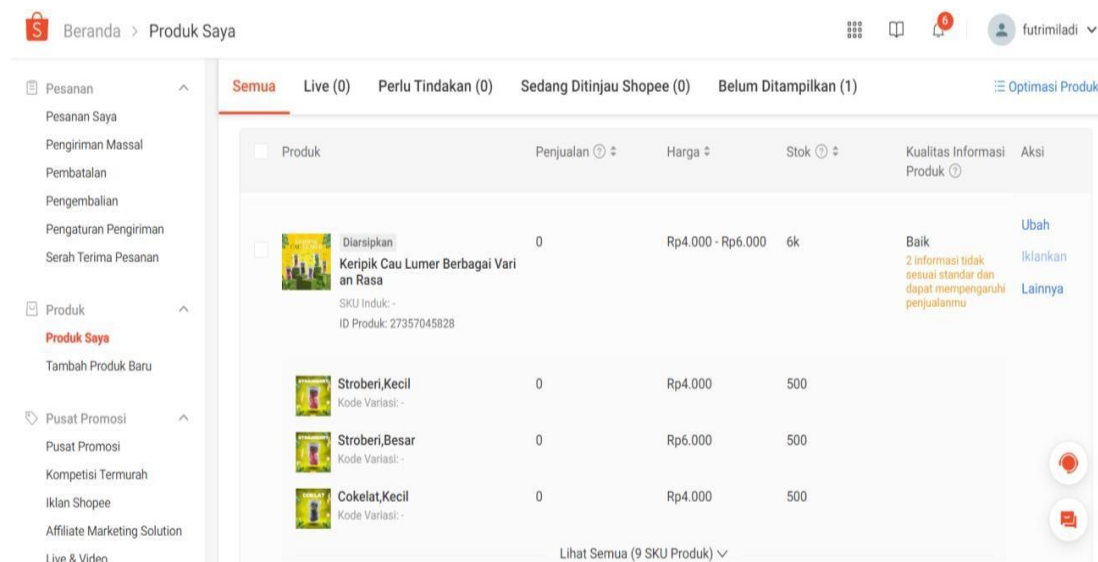 Beranda > Produk Saya
6
futrimiladi
Pesanan
Pesanan Saya
Pengiriman Massal
Pembatalan
Pengembalian
Pengaturan Pengiriman
Serah Terima Pesanan
Produk
Produk Saya
Tambah Produk Baru
Pusat Promosi
Pusat Promosi
Kompetisi Termurah
Iklan Shopee
Affiliate Marketing Solution
Live & Video
Semua Live (0) Perlu Tindakan (0) Sedang Ditinjau Shopee (0) Belum Ditampilkan (1)
Optimasi Produk
Produk Penjualan Harga Stok Kualitas Informasi Aksi
Produk
Diarsipkan
Keripik Cau Lumer Berbagai Vari
an Rasa
SKU Induk: -
ID Produk: 27357045828
0 Rp4.000 - Rp6.000 6k
Baik
2 informasi tidak
sesuai standar dan
dapat mempengaruhi
penjualanmu
Ubah
Iklankan
Lainnya
Stroberi,Kecil 0 Rp4.000 500
Kode Variasi: -
Stroberi,Besar 0 Rp6.000 500
Kode Variasi: -
Cokelat,Kecil 0 Rp4.000 500
Kode Variasi: -
Lihat Semua (9 SKU Produk)